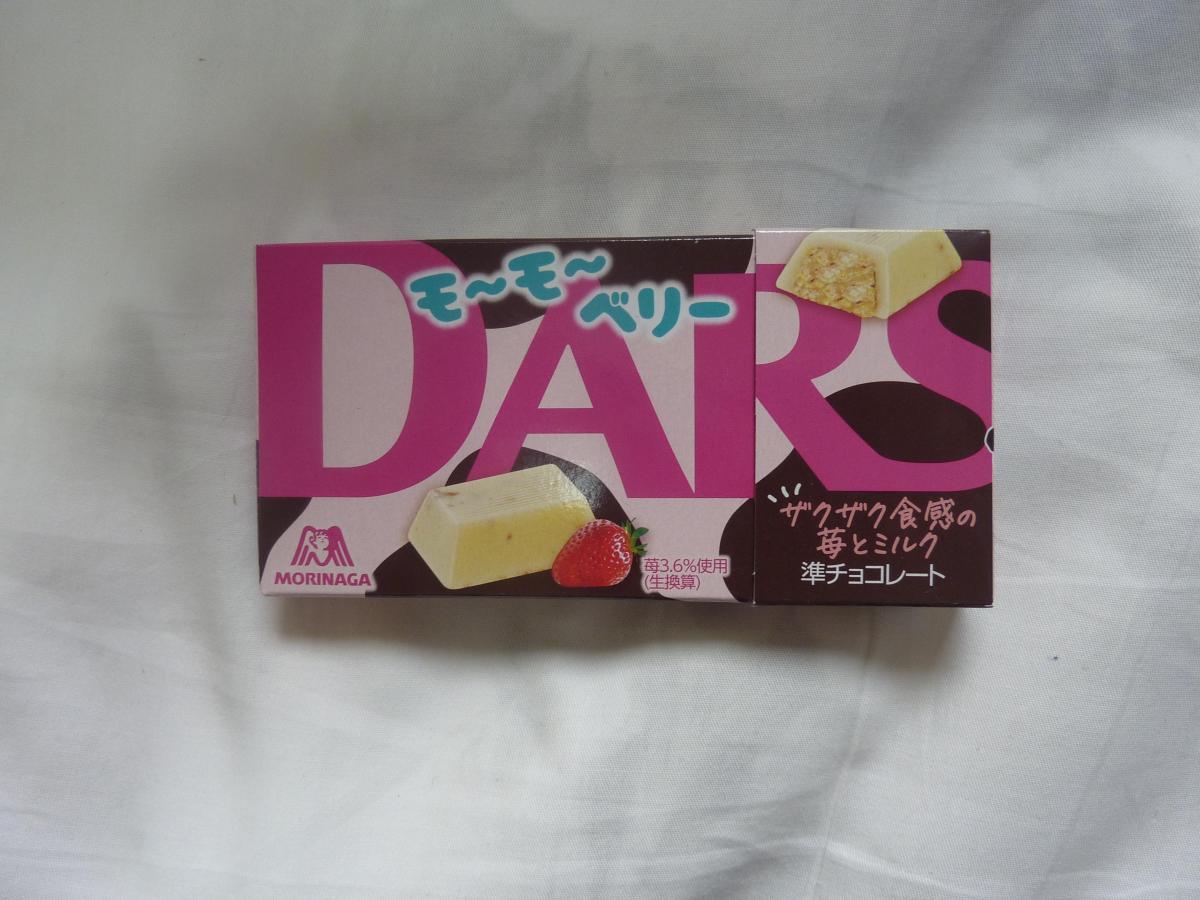 DARS
モ〜モ〜
ベリー
MORINAGA
苺3.6%使用
(生換算)
ザクザク食感の
苺とミルク
準チョコレート